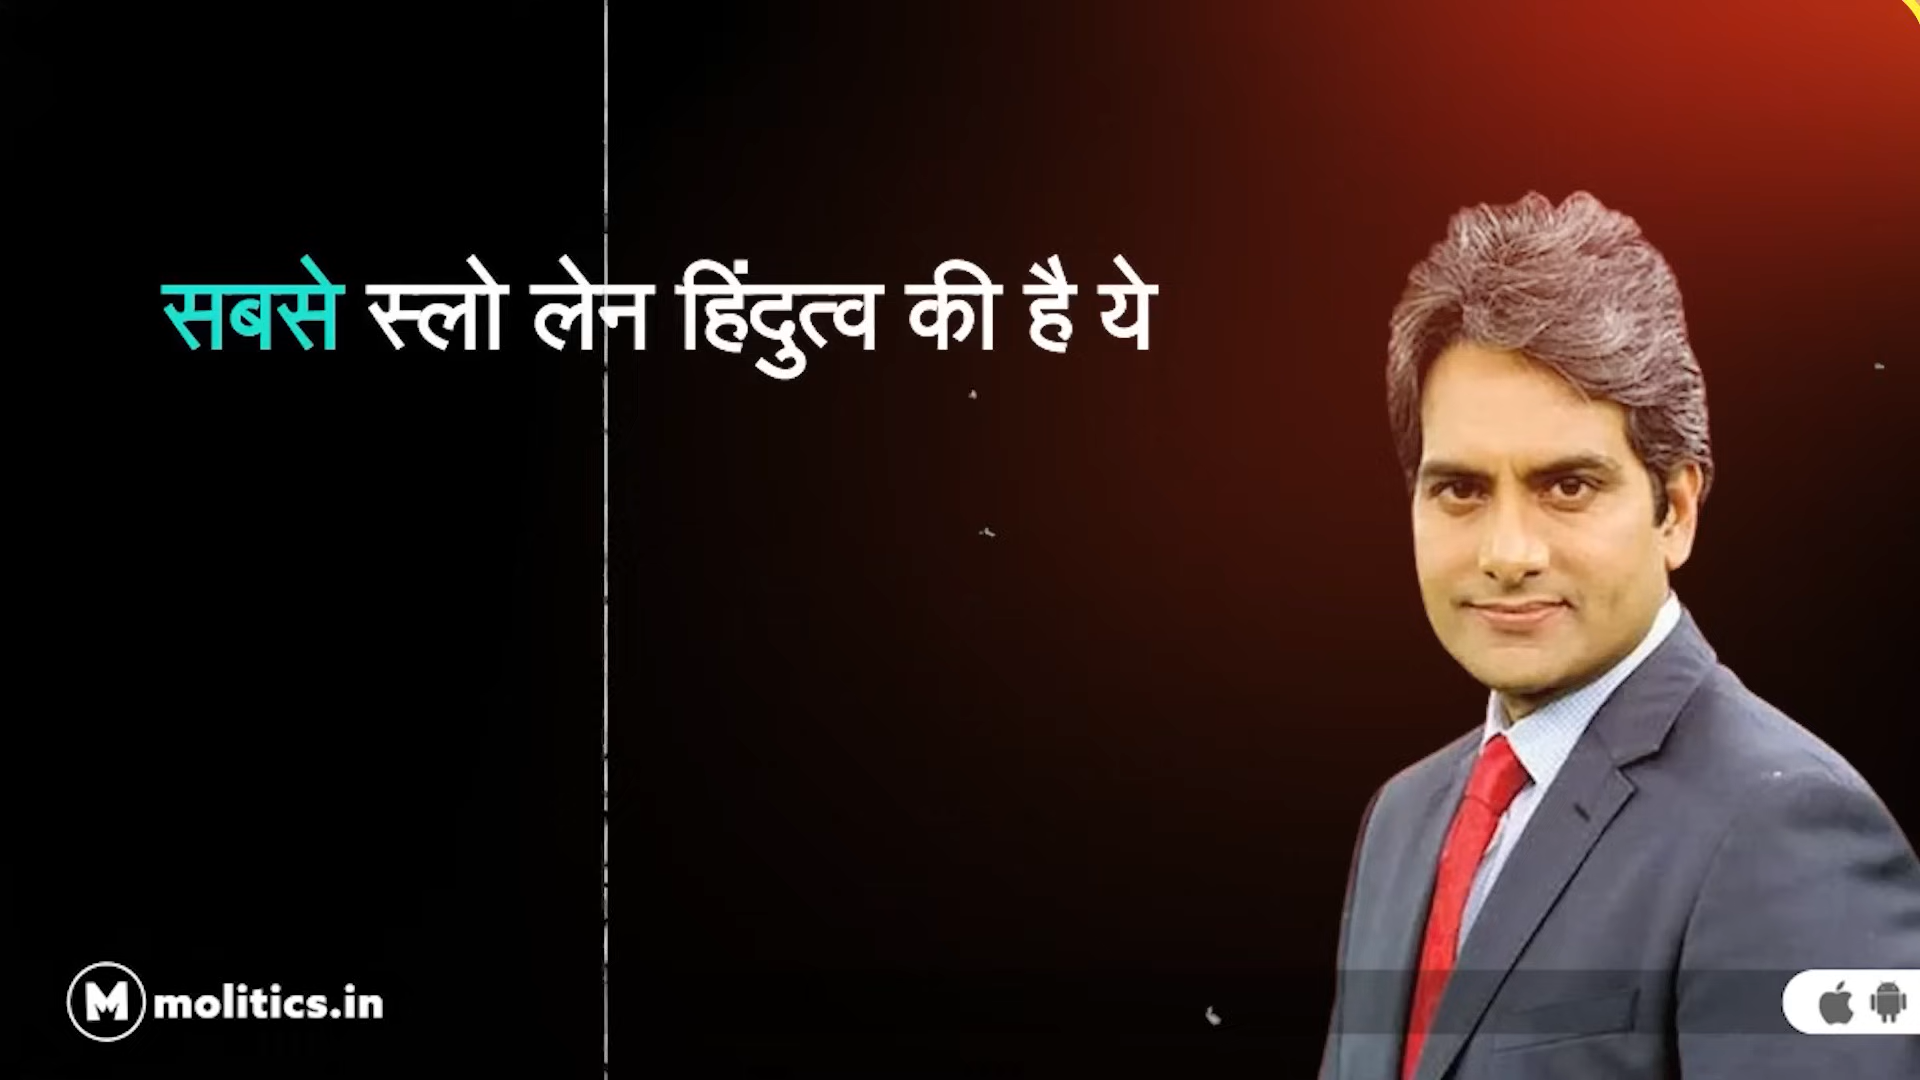 सबसे स्लो लेन हिंदुत्व की है ये
M molitics.in